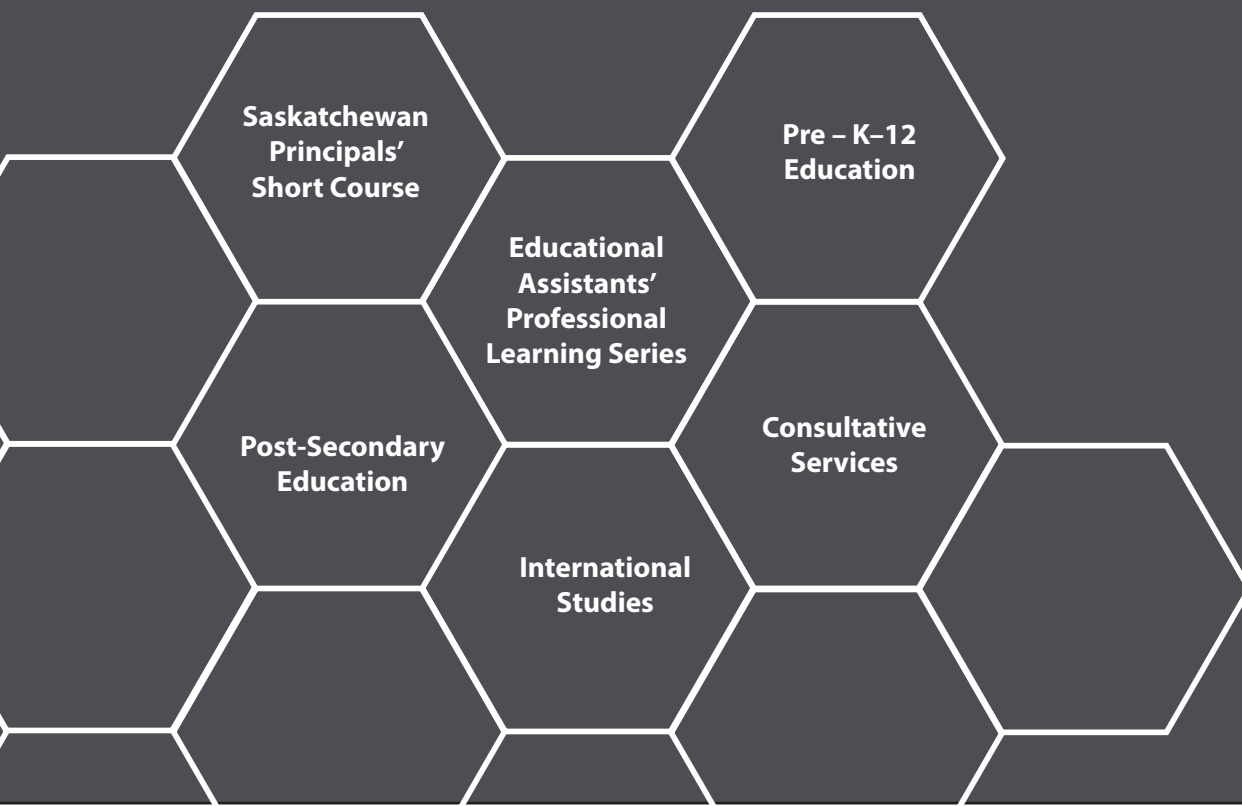 Saskatchewan
Principals’
Short Course
Pre – K–12
Education
Educational
Assistants’
Professional
Learning Series
Post-Secondary
Education
Consultative
Services
International
Studies